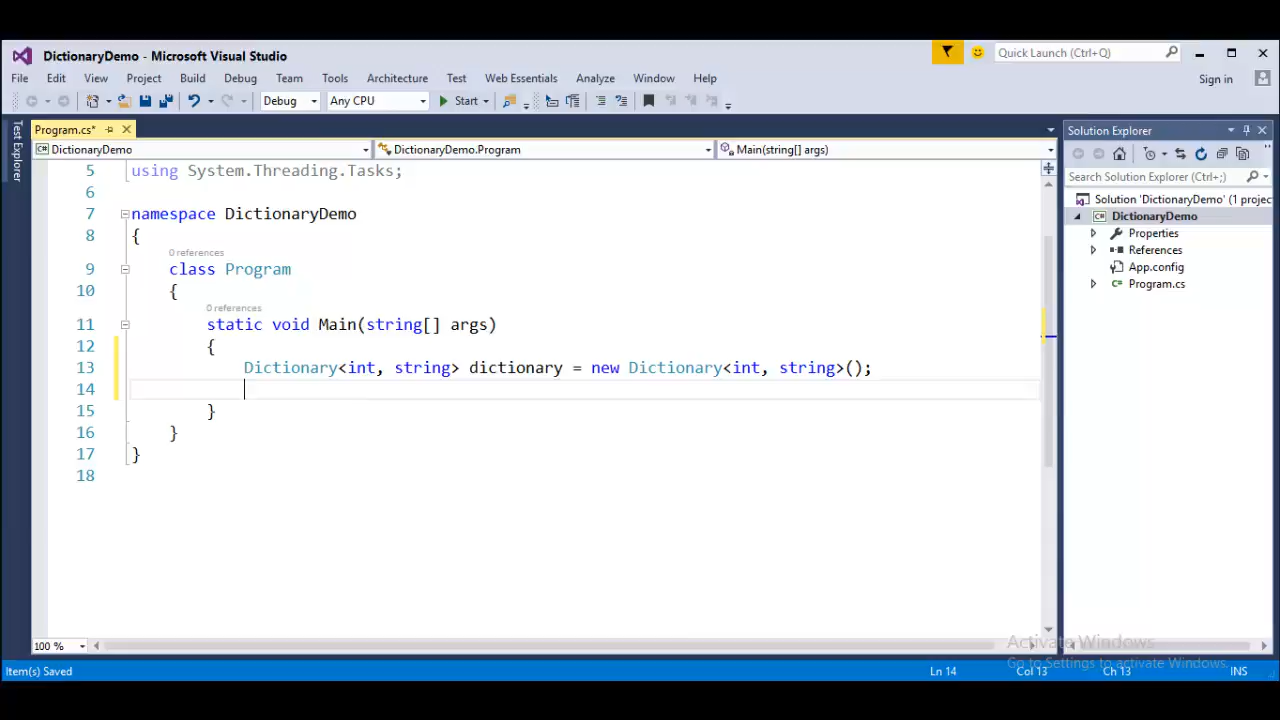 DictionaryDemo - Microsoft Visual Studio
Quick Launch (Ctrl+Q)
File Edit View Project Build Debug Team Tools Architecture Test Web Essentials Analyze Window Help
Sign in
Debug Any CPU Start
Test Explorer
Program.cs*
Solution Explorer
DictionaryDemo DictionaryDemo.Program Main(string[] args)
Search Solution Explorer (Ctrl+;)
Solution 'DictionaryDemo' (1 projec
DictionaryDemo
Properties
References
App.config
C# Program.cs
5 using System.Threading.Tasks;
6
7 namespace DictionaryDemo
8 {
0 references
9 class Program
10 {
0 references
11 static void Main(string[] args)
12 {
13 Dictionary<int, string> dictionary = new Dictionary<int, string>();
14
15 }
16 }
17 }
18
100 %
Activate Windows
Go to Settings to activate Windows.
Item(s) Saved Ln 14 Col 13 Ch 13 INS